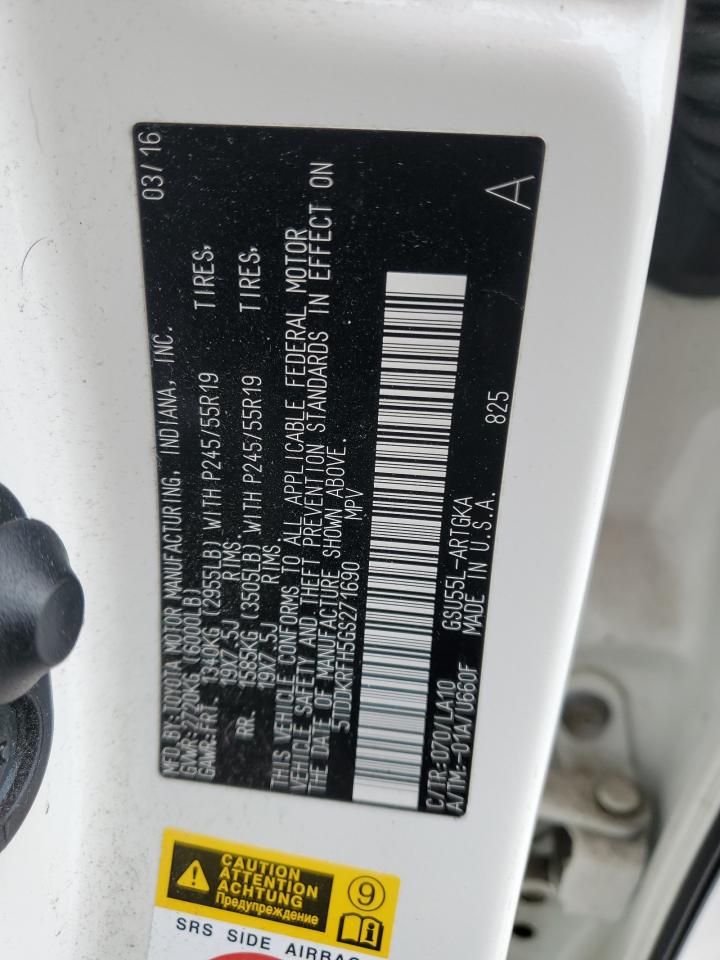 MFD.BY:TOYOTA MOTOR MANUFACTURING, INDIANA, INC. 03/16
GVWR:2720KG (6000LB)
GAWR:FRT 1340KG (2955LB) WITH P245/55R19 TIRES,
19X7.5J RIMS.
RR. 1585KG (3505LB) WITH P245/55R19 TIRES,
19X7.5J RIMS.
THIS VEHICLE CONFORMS TO ALL APPLICABLE FEDERAL MOTOR
VEHICLE SAFETY AND THEFT PREVENTION STANDARDS IN EFFECT ON
THE DATE OF MANUFACTURE SHOWN ABOVE.
5TDDKRFH5GS271690 MPV
C/TR:070/LA10 GSU55L-ARTGKA 825
A/TM:-01A/U660F MADE IN U.S.A.
A
CAUTION
ATTENTION
ACHTUNG
Предупреждение
9
i
SRS SIDE AIRBAG